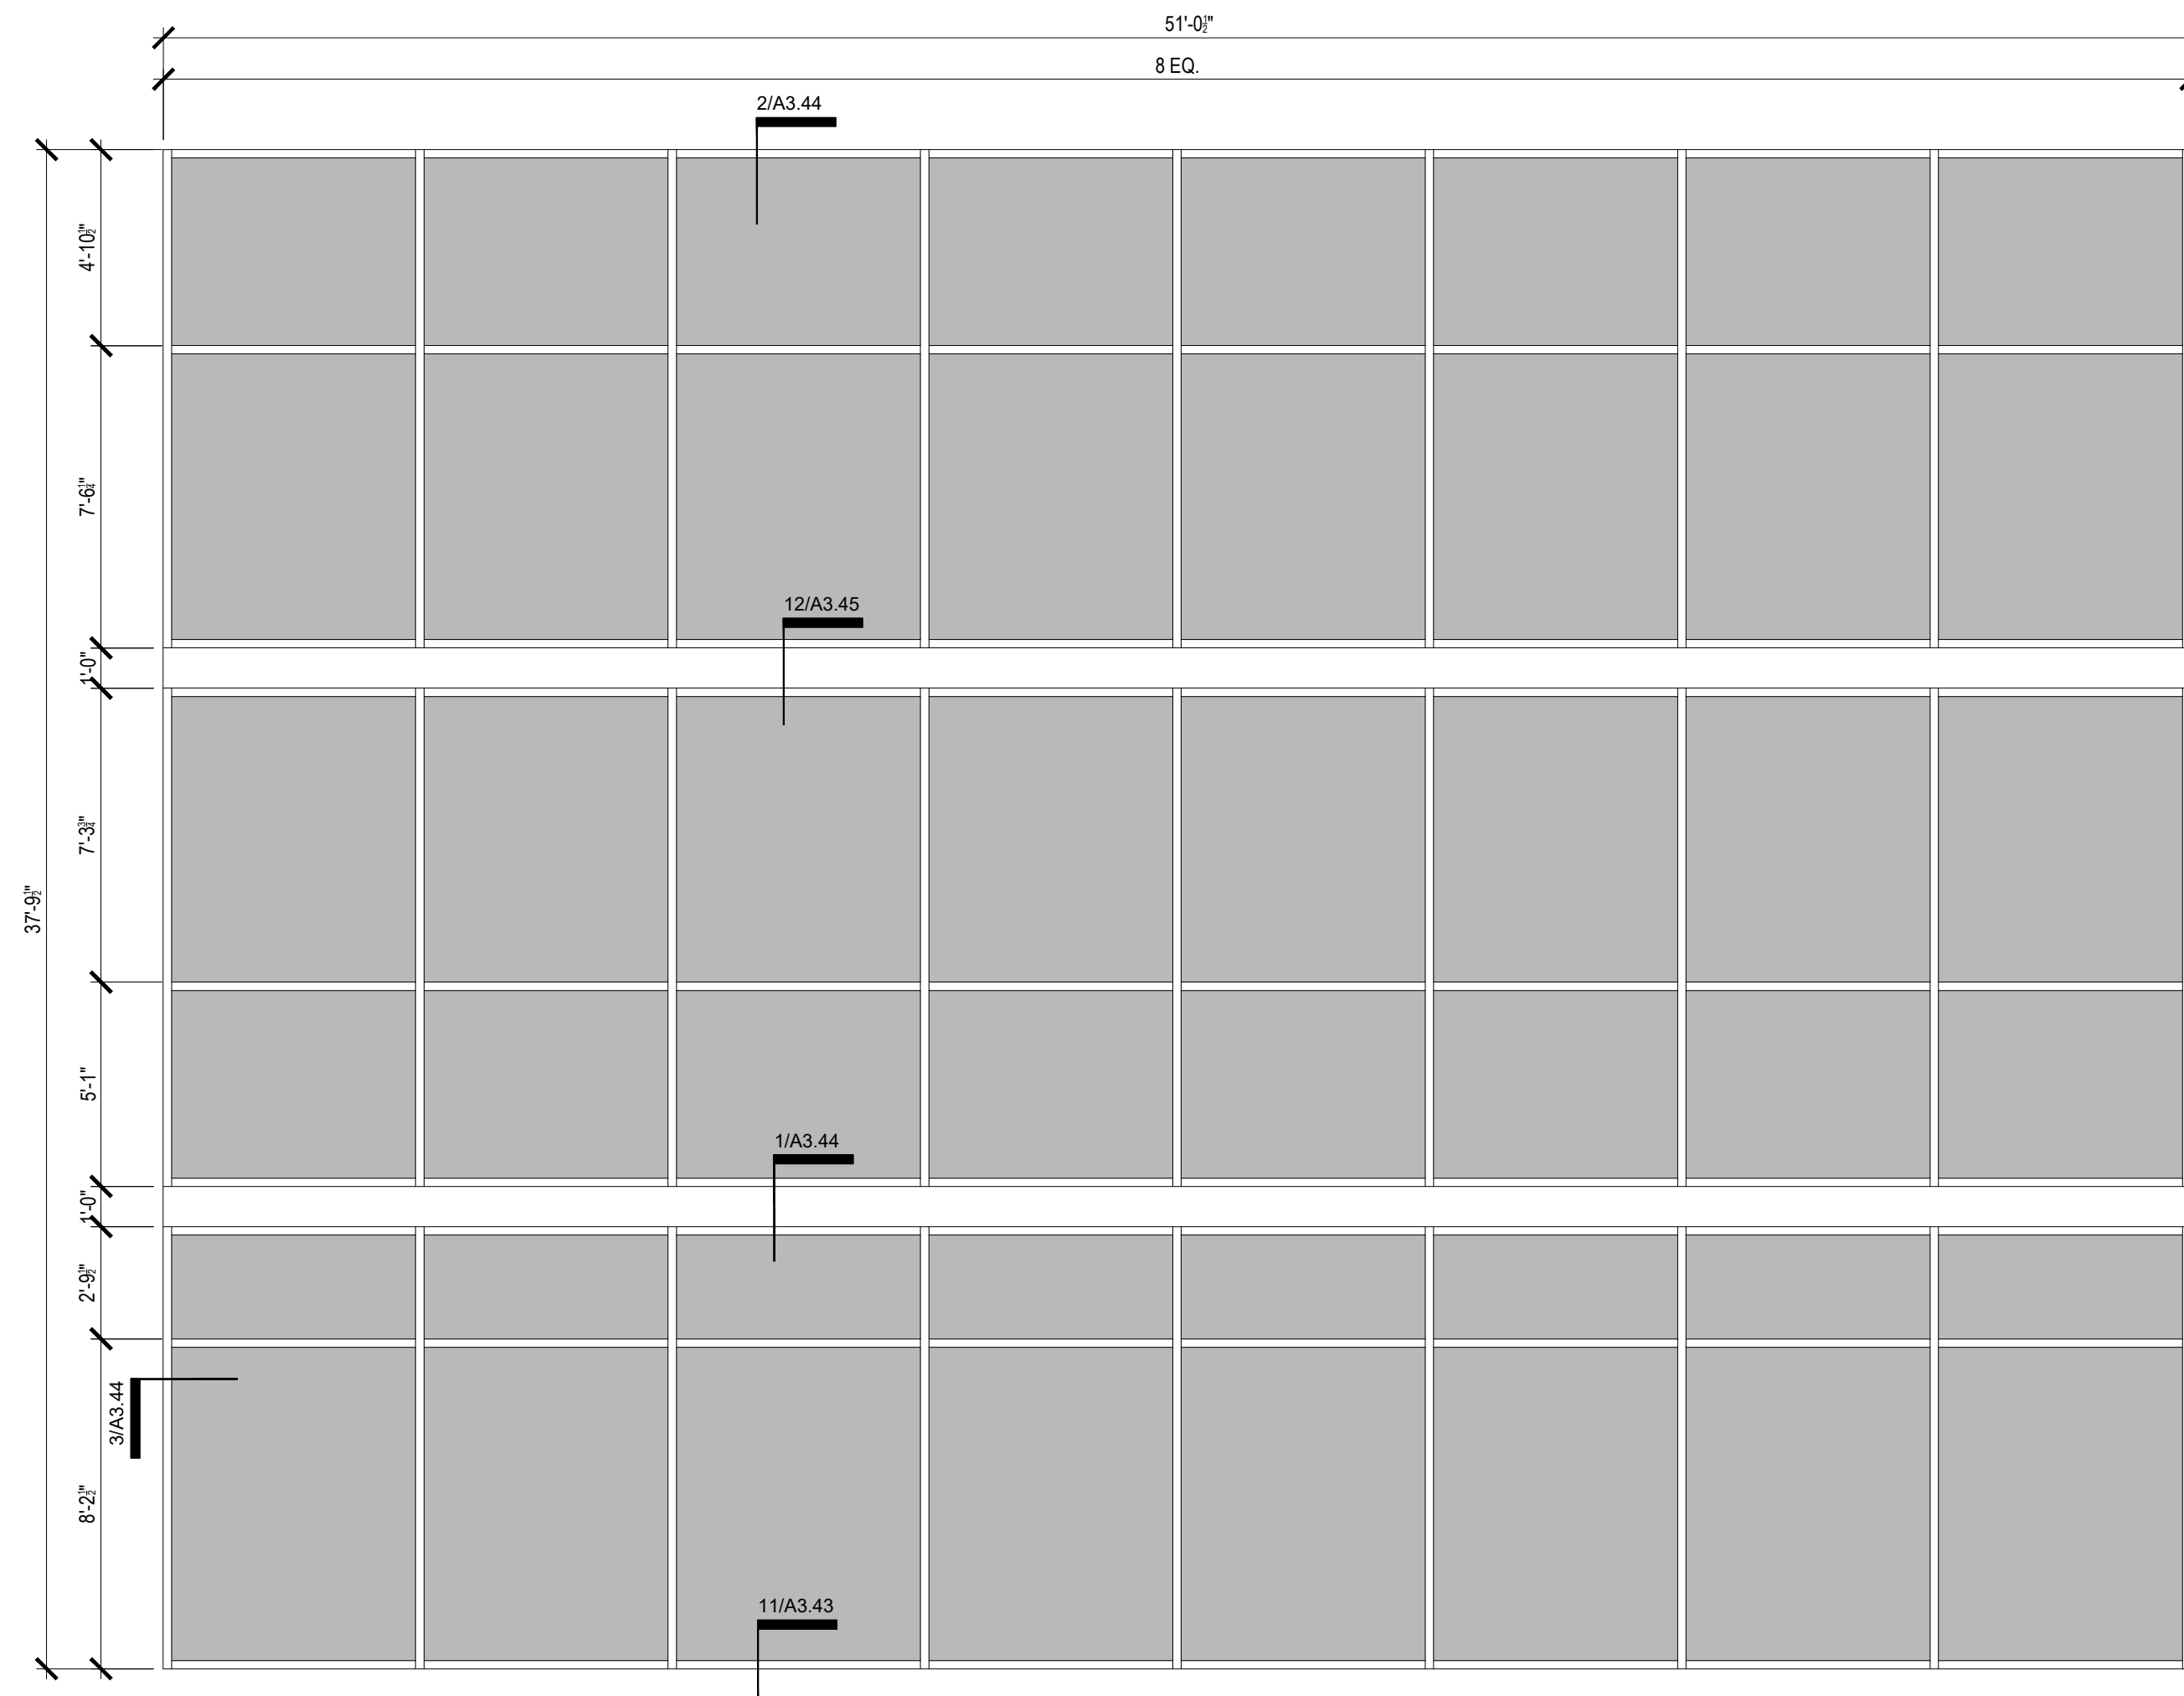 51'-0½"
8 EQ.
2/A3.44
4'-10½"
7'-6¼"
12/A3.45
1'-0"
7'-3¾"
37'-9½"
5'-1"
1/A3.44
1'-0"
2'-9½"
3/A3.44
8'-2½"
11/A3.43